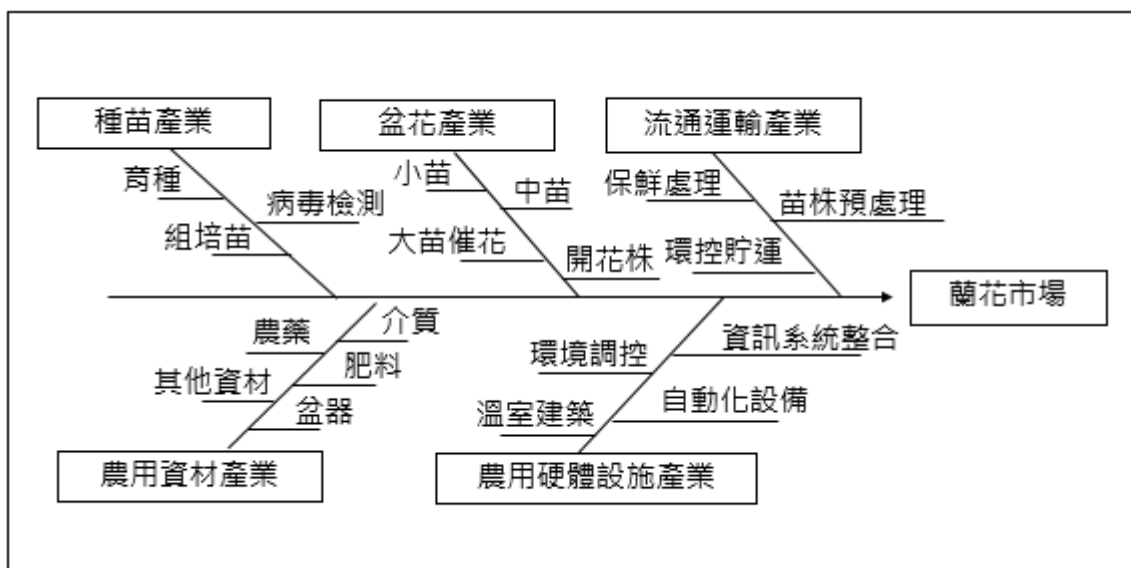 種苗產業
育種
病毒檢測
組培苗
盆花產業
小苗
中苗
大苗催花
開花株
流通運輸產業
保鮮處理
苗株預處理
環控貯運
蘭花市場
農藥
介質
其他資材
肥料
盆器
農用資材產業
環境調控
資訊系統整合
溫室建築
自動化設備
農用硬體設施產業